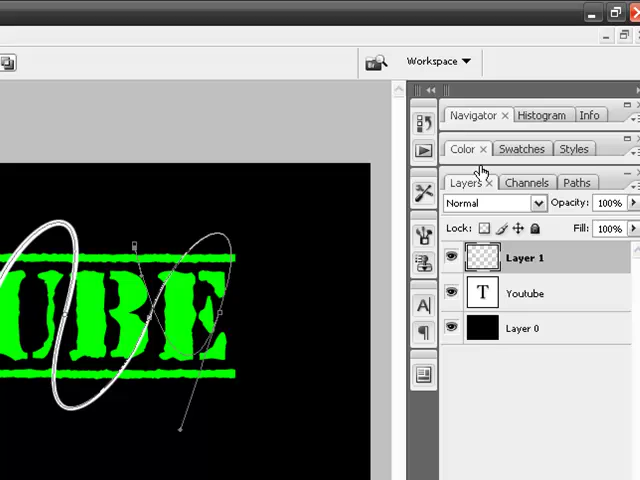 Workspace
Navigator Histogram Info
Color Swatches Styles
Layers Channels Paths
Normal Opacity: 100%
Lock: Fill: 100%
Layer 1
T Youtube
Layer 0
UBE
A